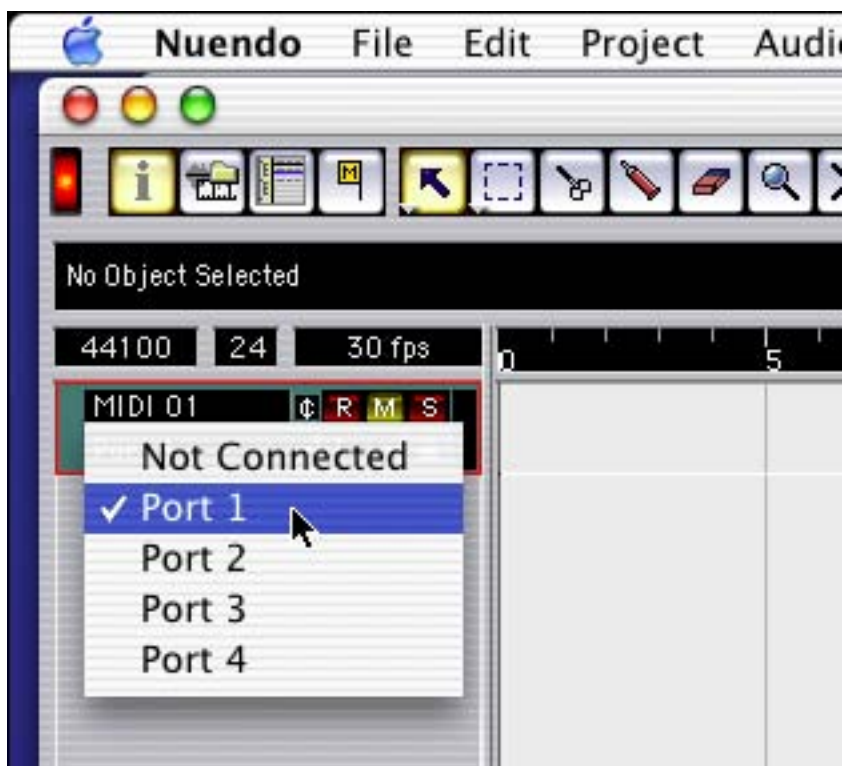 Nuendo File Edit Project
M
No Object Selected
44100 24 30 fps
0 5
MIDI 01 ₵ R M S
Not Connected
✓ Port 1
Port 2
Port 3
Port 4